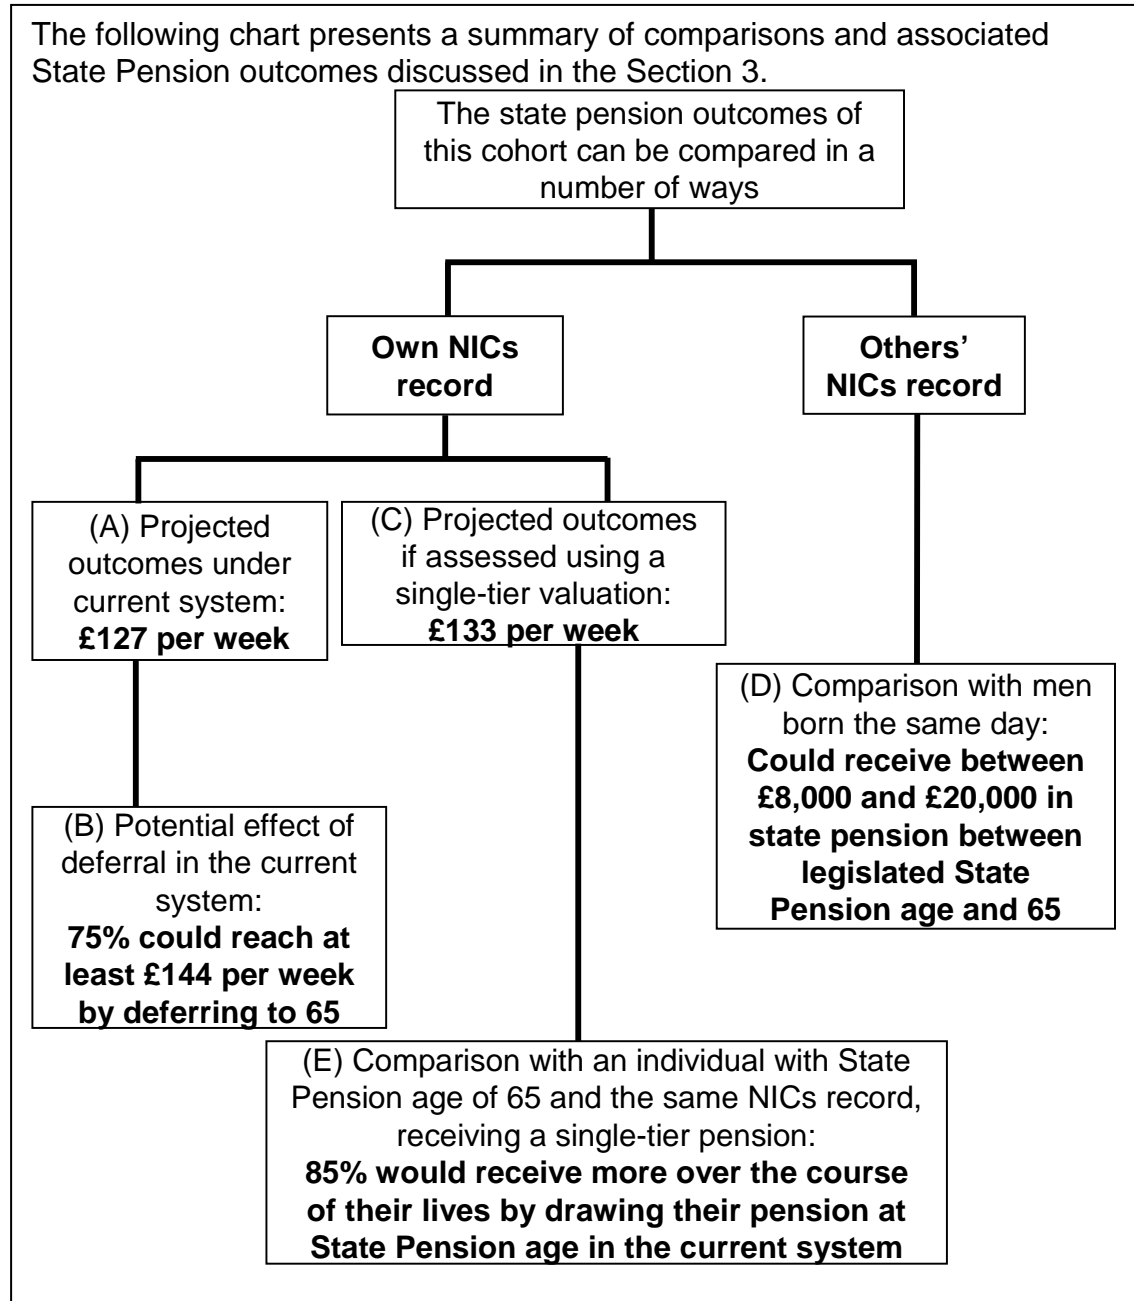 The following chart presents a summary of comparisons and associated
State Pension outcomes discussed in the Section 3.
The state pension outcomes of
this cohort can be compared in a
number of ways
Own NICs
record
Others’
NICs record
(A) Projected
outcomes under
current system:
£127 per week
(C) Projected outcomes
if assessed using a
single-tier valuation:
£133 per week
(D) Comparison with men
born the same day:
Could receive between
£8,000 and £20,000 in
state pension between
legislated State
Pension age and 65
(B) Potential effect of
deferral in the current
system:
75% could reach at
least £144 per week
by deferring to 65
(E) Comparison with an individual with State
Pension age of 65 and the same NICs record,
receiving a single-tier pension:
85% would receive more over the course
of their lives by drawing their pension at
State Pension age in the current system